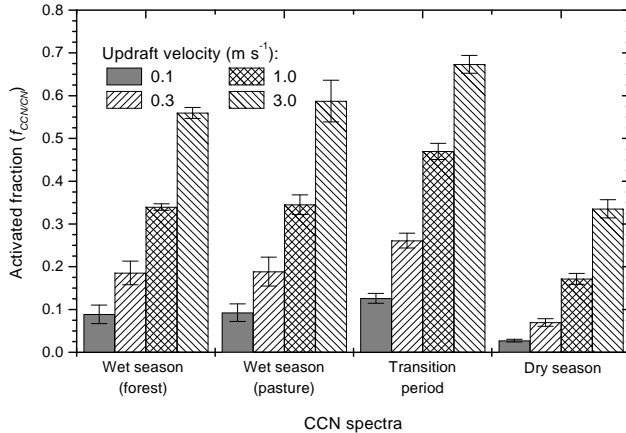 0.8
0.7
0.6
0.5
0.4
0.3
0.2
0.1
0.0
Activated fraction (f_CCN/CN)
Updraft velocity (m s⁻¹):
0.1 1.0
0.3 3.0
Wet season (forest)
Wet season (pasture)
Transition period
Dry season
CCN spectra